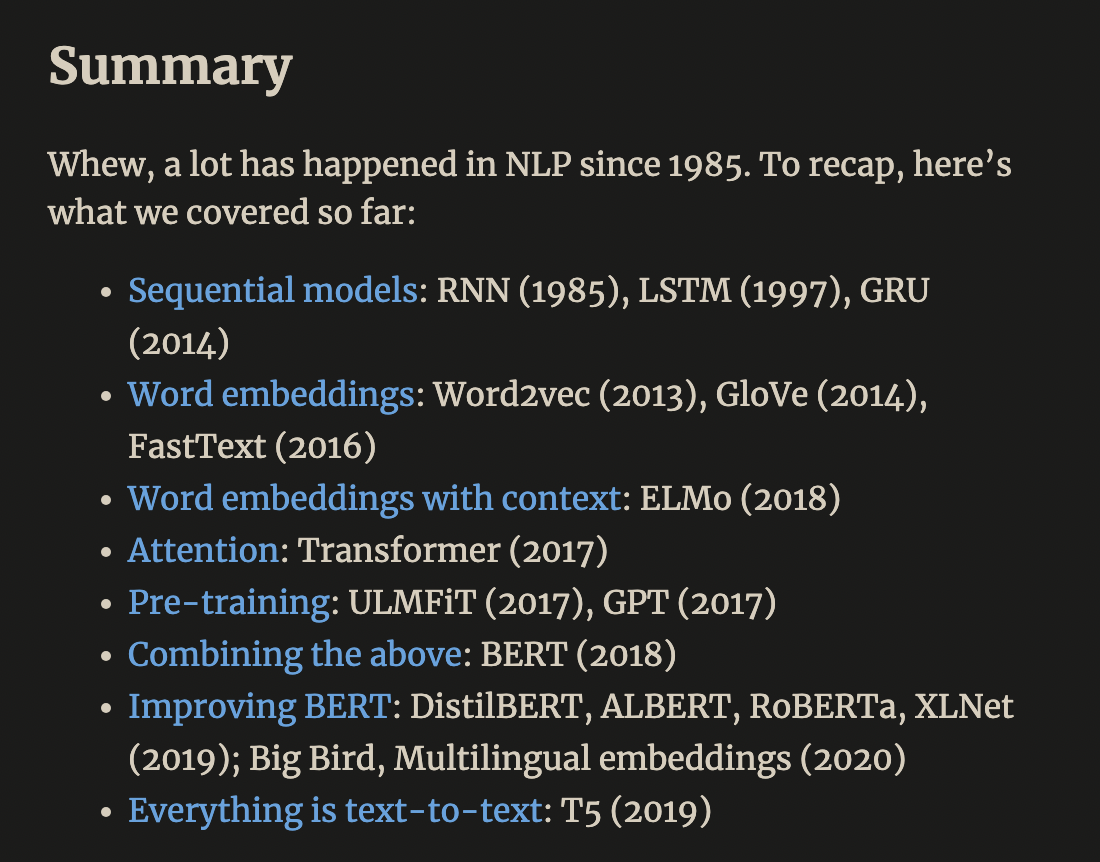 Summary
Whew, a lot has happened in NLP since 1985. To recap, here’s
what we covered so far:
• Sequential models: RNN (1985), LSTM (1997), GRU
(2014)
• Word embeddings: Word2vec (2013), GloVe (2014),
FastText (2016)
• Word embeddings with context: ELMo (2018)
• Attention: Transformer (2017)
• Pre-training: ULMFiT (2017), GPT (2017)
• Combining the above: BERT (2018)
• Improving BERT: DistilBERT, ALBERT, RoBERTa, XLNet
(2019); Big Bird, Multilingual embeddings (2020)
• Everything is text-to-text: T5 (2019)